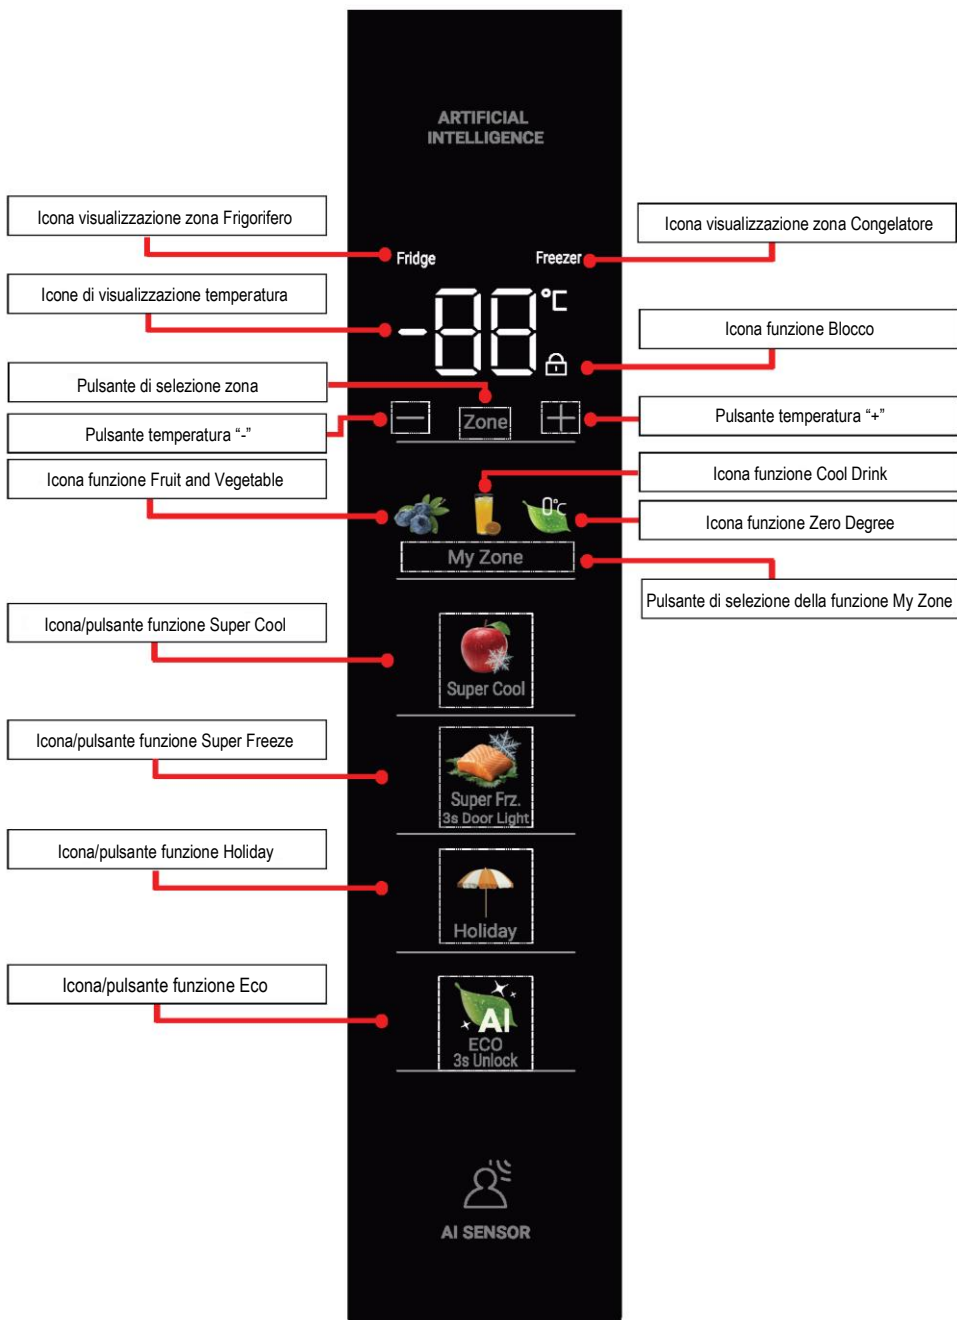 ARTIFICIAL
INTELLIGENCE
Icona visualizzazione zona Frigorifero
Icona visualizzazione zona Congelatore
Fridge
Freezer
Icone di visualizzazione temperatura
-88 °C
Icona funzione Blocco
Pulsante di selezione zona
Pulsante temperatura “-”
Zone
Pulsante temperatura “+”
Icona funzione Fruit and Vegetable
Icona funzione Cool Drink
0°C
Icona funzione Zero Degree
My Zone
Pulsante di selezione della funzione My Zone
Icona/pulsante funzione Super Cool
Super Cool
Icona/pulsante funzione Super Freeze
Super Frz.
3s Door Light
Icona/pulsante funzione Holiday
Holiday
Icona/pulsante funzione Eco
AI
ECO
3s Unlock
AI SENSOR